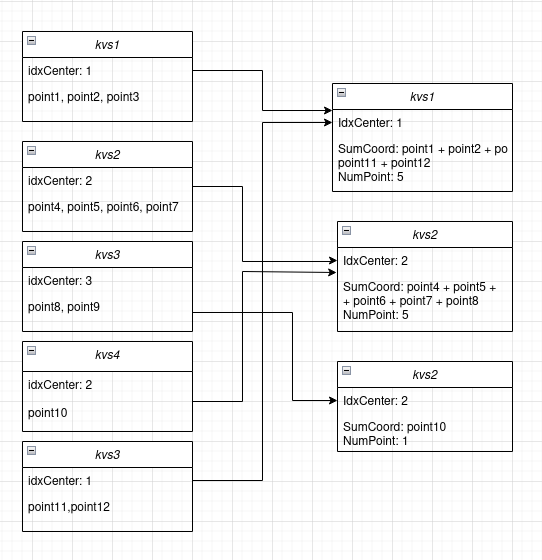 kvs1
idxCenter: 1
point1, point2, point3
kvs2
idxCenter: 2
point4, point5, point6, point7
kvs3
idxCenter: 3
point8, point9
kvs4
idxCenter: 2
point10
kvs3
idxCenter: 1
point11,point12
kvs1
IdxCenter: 1
SumCoord: point1 + point2 + po
point11 + point12
NumPoint: 5
kvs2
IdxCenter: 2
SumCoord: point4 + point5 +
+ point6 + point7 + point8
NumPoint: 5
kvs2
IdxCenter: 2
SumCoord: point10
NumPoint: 1